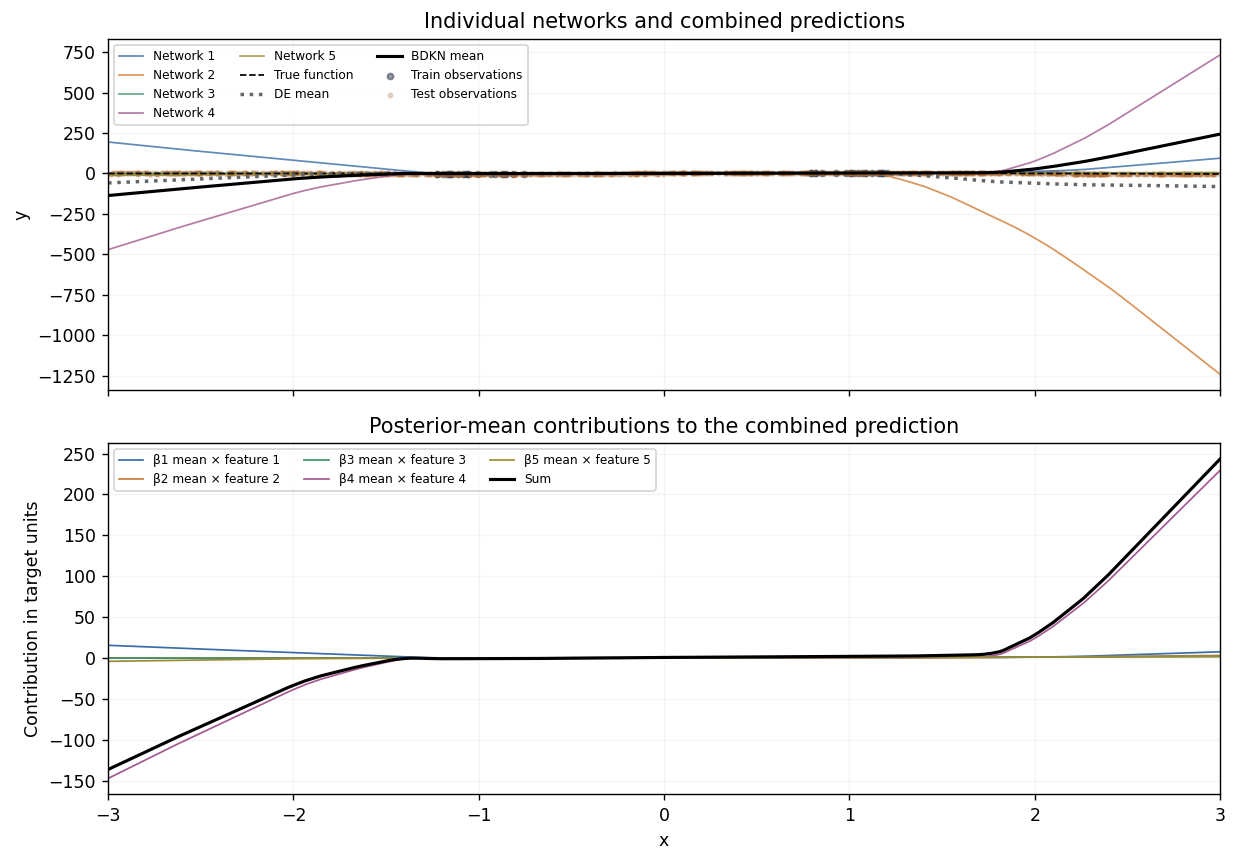 Individual networks and combined predictions
Network 1
Network 2
Network 3
Network 4
Network 5
True function
DE mean
BDKN mean
Train observations
Test observations
y
750
500
250
0
−250
−500
−750
−1000
−1250
Posterior-mean contributions to the combined prediction
β1 mean × feature 1
β2 mean × feature 2
β3 mean × feature 3
β4 mean × feature 4
β5 mean × feature 5
Sum
Contribution in target units
250
200
150
100
50
0
−50
−100
−150
−3 −2 −1 0 1 2 3
x